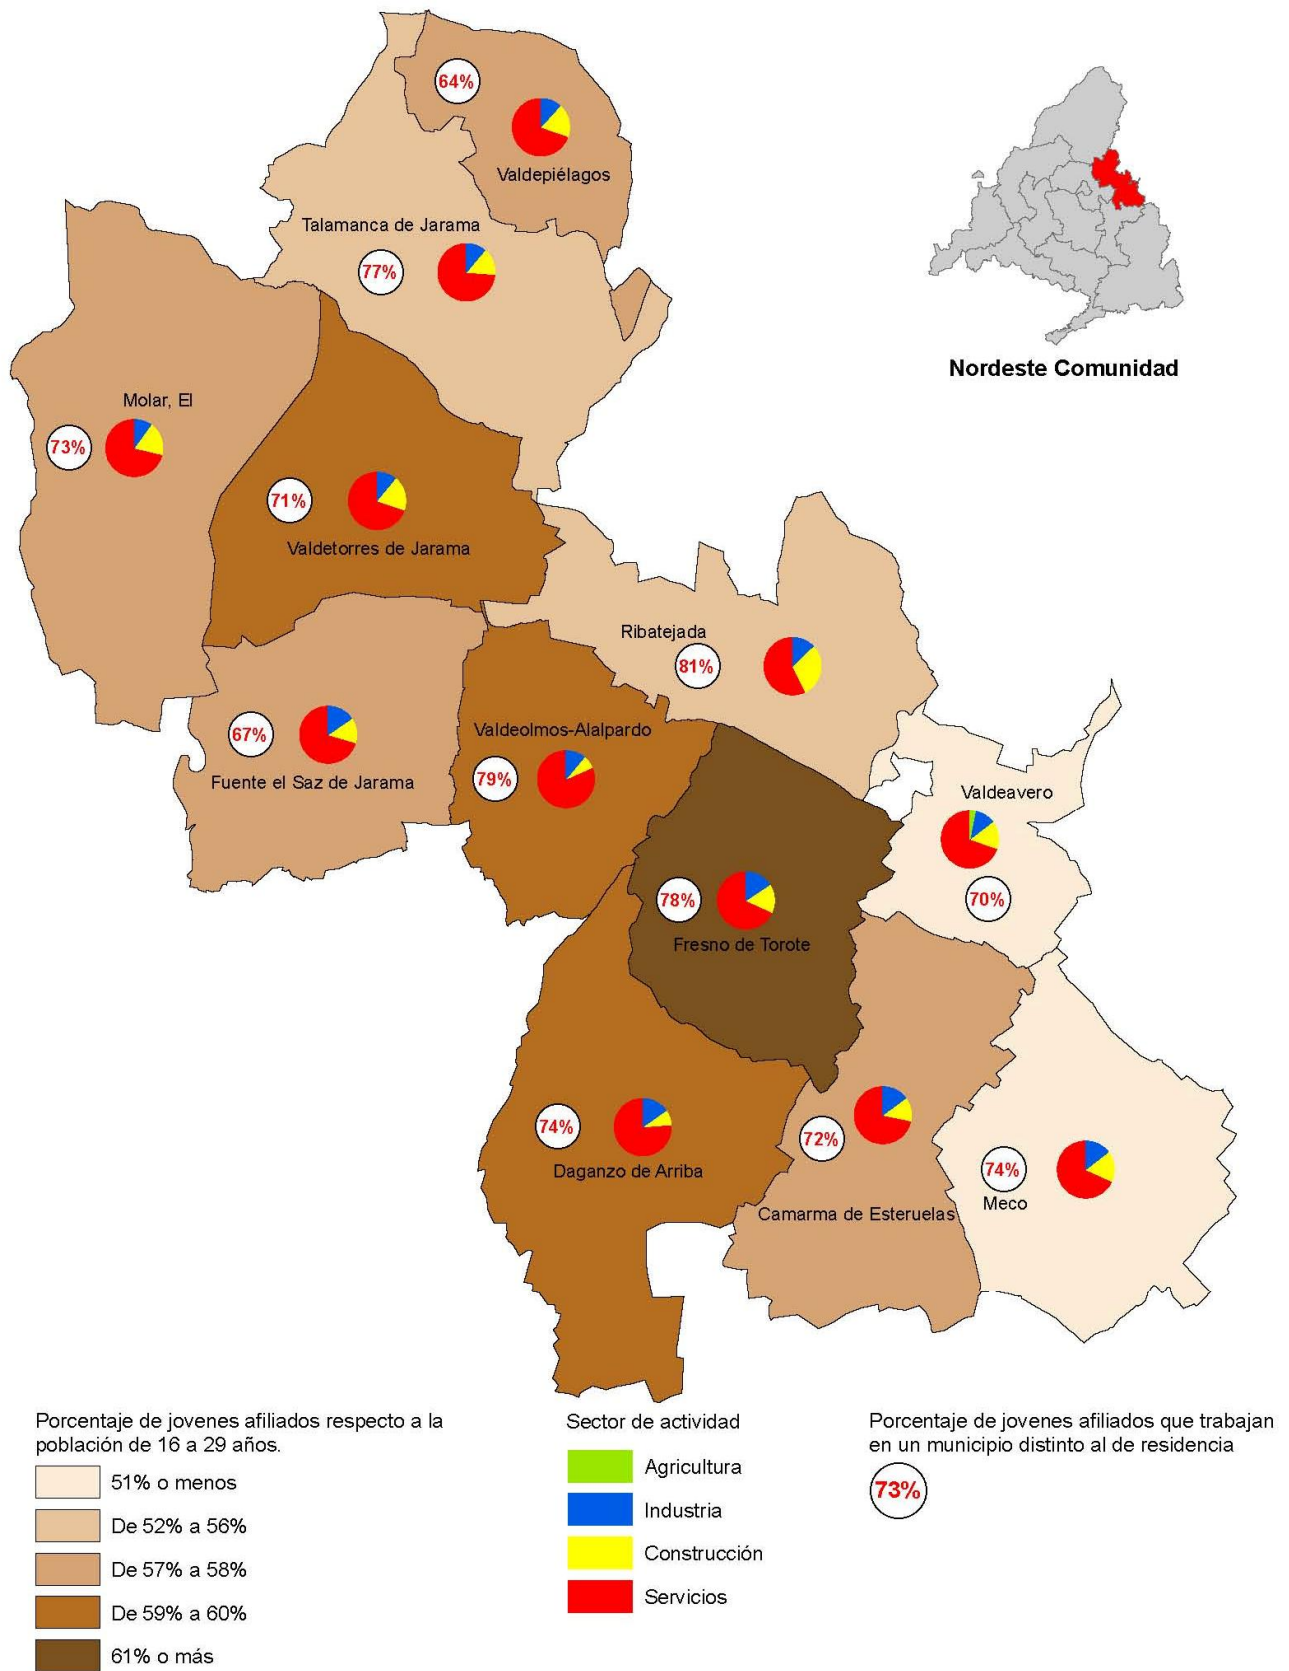 64%
Valdepiélagos
Talamanca de Jarama
77%
Nordeste Comunidad
Molar, El
73%
71%
Valdetorres de Jarama
Ribatejada
81%
67%
Fuente el Saz de Jarama
Valdeolmos-Alalpardo
79%
Valdeavero
70%
78%
Fresno de Torote
74%
Daganzo de Arriba
72%
Camarma de Esteruelas
74%
Meco
Porcentaje de jovenes afiliados respecto a la
población de 16 a 29 años.
51% o menos
De 52% a 56%
De 57% a 58%
De 59% a 60%
61% o más
Sector de actividad
Agricultura
Industria
Construcción
Servicios
Porcentaje de jovenes afiliados que trabajan
en un municipio distinto al de residencia
73%